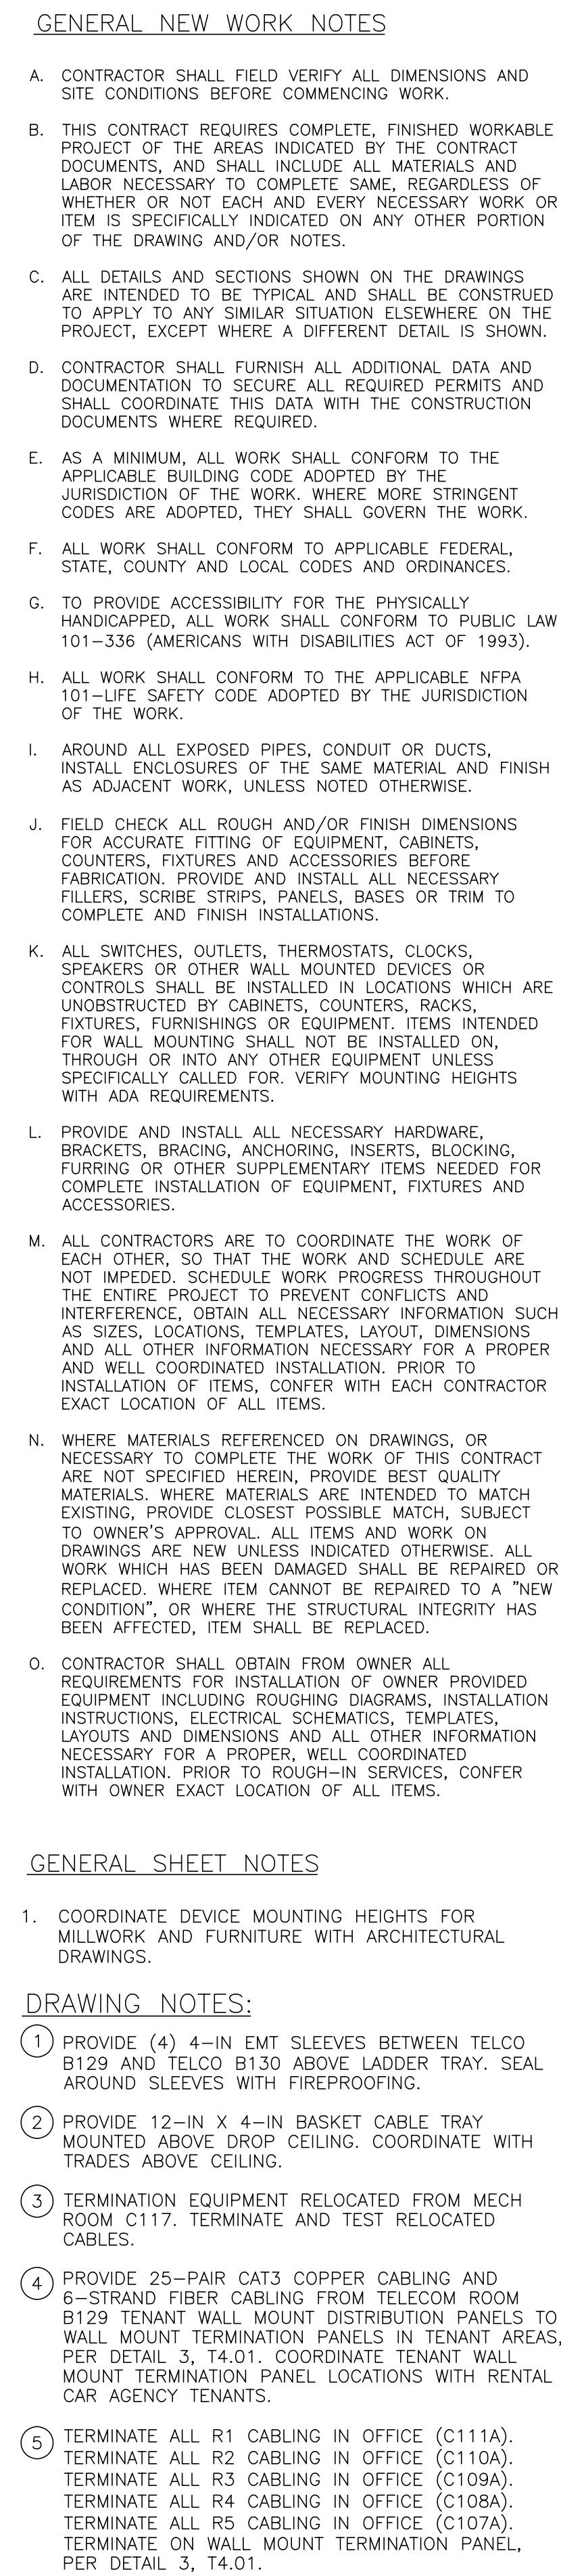 GENERAL NEW WORK NOTES
A. CONTRACTOR SHALL FIELD VERIFY ALL DIMENSIONS AND
SITE CONDITIONS BEFORE COMMENCING WORK.
B. THIS CONTRACT REQUIRES COMPLETE, FINISHED WORKABLE
PROJECT OF THE AREAS INDICATED BY THE CONTRACT
DOCUMENTS, AND SHALL INCLUDE ALL MATERIALS AND
LABOR NECESSARY TO COMPLETE SAME, REGARDLESS OF
WHETHER OR NOT EACH AND EVERY NECESSARY WORK OR
ITEM IS SPECIFICALLY INDICATED ON ANY OTHER PORTION
OF THE DRAWING AND/OR NOTES.
C. ALL DETAILS AND SECTIONS SHOWN ON THE DRAWINGS
ARE INTENDED TO BE TYPICAL AND SHALL BE CONSTRUED
TO APPLY TO ANY SIMILAR SITUATION ELSEWHERE ON THE
PROJECT, EXCEPT WHERE A DIFFERENT DETAIL IS SHOWN.
D. CONTRACTOR SHALL FURNISH ALL ADDITIONAL DATA AND
DOCUMENTATION TO SECURE ALL REQUIRED PERMITS AND
SHALL COORDINATE THIS DATA WITH THE CONSTRUCTION
DOCUMENTS WHERE REQUIRED.
E. AS A MINIMUM, ALL WORK SHALL CONFORM TO THE
APPLICABLE BUILDING CODE ADOPTED BY THE
JURISDICTION OF THE WORK. WHERE MORE STRINGENT
CODES ARE ADOPTED, THEY SHALL GOVERN THE WORK.
F. ALL WORK SHALL CONFORM TO APPLICABLE FEDERAL,
STATE, COUNTY AND LOCAL CODES AND ORDINANCES.
G. TO PROVIDE ACCESSIBILITY FOR THE PHYSICALLY
HANDICAPPED, ALL WORK SHALL CONFORM TO PUBLIC LAW
101-336 (AMERICANS WITH DISABILITIES ACT OF 1993).
H. ALL WORK SHALL CONFORM TO THE APPLICABLE NFPA
101-LIFE SAFETY CODE ADOPTED BY THE JURISDICTION
OF THE WORK.
I. AROUND ALL EXPOSED PIPES, CONDUIT OR DUCTS,
INSTALL ENCLOSURES OF THE SAME MATERIAL AND FINISH
AS ADJACENT WORK, UNLESS NOTED OTHERWISE.
J. FIELD CHECK ALL ROUGH AND/OR FINISH DIMENSIONS
FOR ACCURATE FITTING OF EQUIPMENT, CABINETS,
COUNTERS, FIXTURES AND ACCESSORIES BEFORE
FABRICATION. PROVIDE AND INSTALL ALL NECESSARY
FILLERS, SCRIBE STRIPS, PANELS, BASES OR TRIM TO
COMPLETE AND FINISH INSTALLATIONS.
K. ALL SWITCHES, OUTLETS, THERMOSTATS, CLOCKS,
SPEAKERS OR OTHER WALL MOUNTED DEVICES OR
CONTROLS SHALL BE INSTALLED IN LOCATIONS WHICH ARE
UNOBSTRUCTED BY CABINETS, COUNTERS, RACKS,
FIXTURES, FURNISHINGS OR EQUIPMENT. ITEMS INTENDED
FOR WALL MOUNTING SHALL NOT BE INSTALLED ON,
THROUGH OR INTO ANY OTHER EQUIPMENT UNLESS
SPECIFICALLY CALLED FOR. VERIFY MOUNTING HEIGHTS
WITH ADA REQUIREMENTS.
L. PROVIDE AND INSTALL ALL NECESSARY HARDWARE,
BRACKETS, BRACING, ANCHORING, INSERTS, BLOCKING,
FURRING OR OTHER SUPPLEMENTARY ITEMS NEEDED FOR
COMPLETE INSTALLATION OF EQUIPMENT, FIXTURES AND
ACCESSORIES.
M. ALL CONTRACTORS ARE TO COORDINATE THE WORK OF
EACH OTHER, SO THAT THE WORK AND SCHEDULE ARE
NOT IMPEDED. SCHEDULE WORK PROGRESS THROUGHOUT
THE ENTIRE PROJECT TO PREVENT CONFLICTS AND
INTERFERENCE, OBTAIN ALL NECESSARY INFORMATION SUCH
AS SIZES, LOCATIONS, TEMPLATES, LAYOUT, DIMENSIONS
AND ALL OTHER INFORMATION NECESSARY FOR A PROPER
AND WELL COORDINATED INSTALLATION. PRIOR TO
INSTALLATION OF ITEMS, CONFER WITH EACH CONTRACTOR
EXACT LOCATION OF ALL ITEMS.
N. WHERE MATERIALS REFERENCED ON DRAWINGS, OR
NECESSARY TO COMPLETE THE WORK OF THIS CONTRACT
ARE NOT SPECIFIED HEREIN, PROVIDE BEST QUALITY
MATERIALS. WHERE MATERIALS ARE INTENDED TO MATCH
EXISTING, PROVIDE CLOSEST POSSIBLE MATCH, SUBJECT
TO OWNER'S APPROVAL. ALL ITEMS AND WORK ON
DRAWINGS ARE NEW UNLESS INDICATED OTHERWISE. ALL
WORK WHICH HAS BEEN DAMAGED SHALL BE REPAIRED OR
REPLACED. WHERE ITEM CANNOT BE REPAIRED TO A "NEW
CONDITION", OR WHERE THE STRUCTURAL INTEGRITY HAS
BEEN AFFECTED, ITEM SHALL BE REPLACED.
O. CONTRACTOR SHALL OBTAIN FROM OWNER ALL
REQUIREMENTS FOR INSTALLATION OF OWNER PROVIDED
EQUIPMENT INCLUDING ROUGHING DIAGRAMS, INSTALLATION
INSTRUCTIONS, ELECTRICAL SCHEMATICS, TEMPLATES,
LAYOUTS AND DIMENSIONS AND ALL OTHER INFORMATION
NECESSARY FOR A PROPER, WELL COORDINATED
INSTALLATION. PRIOR TO ROUGH-IN SERVICES, CONFER
WITH OWNER EXACT LOCATION OF ALL ITEMS.
GENERAL SHEET NOTES
1. COORDINATE DEVICE MOUNTING HEIGHTS FOR
MILLWORK AND FURNITURE WITH ARCHITECTURAL
DRAWINGS.
DRAWING NOTES:
1 PROVIDE (4) 4-IN EMT SLEEVES BETWEEN TELCO
B129 AND TELCO B130 ABOVE LADDER TRAY. SEAL
AROUND SLEEVES WITH FIREPROOFING.
2 PROVIDE 12-IN X 4-IN BASKET CABLE TRAY
MOUNTED ABOVE DROP CEILING. COORDINATE WITH
TRADES ABOVE CEILING.
3 TERMINATION EQUIPMENT RELOCATED FROM MECH
ROOM C117. TERMINATE AND TEST RELOCATED
CABLES.
4 PROVIDE 25-PAIR CAT3 COPPER CABLING AND
6-STRAND FIBER CABLING FROM TELECOM ROOM
B129 TENANT WALL MOUNT DISTRIBUTION PANELS TO
WALL MOUNT TERMINATION PANELS IN TENANT AREAS,
PER DETAIL 3, T4.01. COORDINATE TENANT WALL
MOUNT TERMINATION PANEL LOCATIONS WITH RENTAL
CAR AGENCY TENANTS.
5 TERMINATE ALL R1 CABLING IN OFFICE (C111A).
TERMINATE ALL R2 CABLING IN OFFICE (C110A).
TERMINATE ALL R3 CABLING IN OFFICE (C109A).
TERMINATE ALL R4 CABLING IN OFFICE (C108A).
TERMINATE ALL R5 CABLING IN OFFICE (C107A).
TERMINATE ON WALL MOUNT TERMINATION PANEL,
PER DETAIL 3, T4.01.